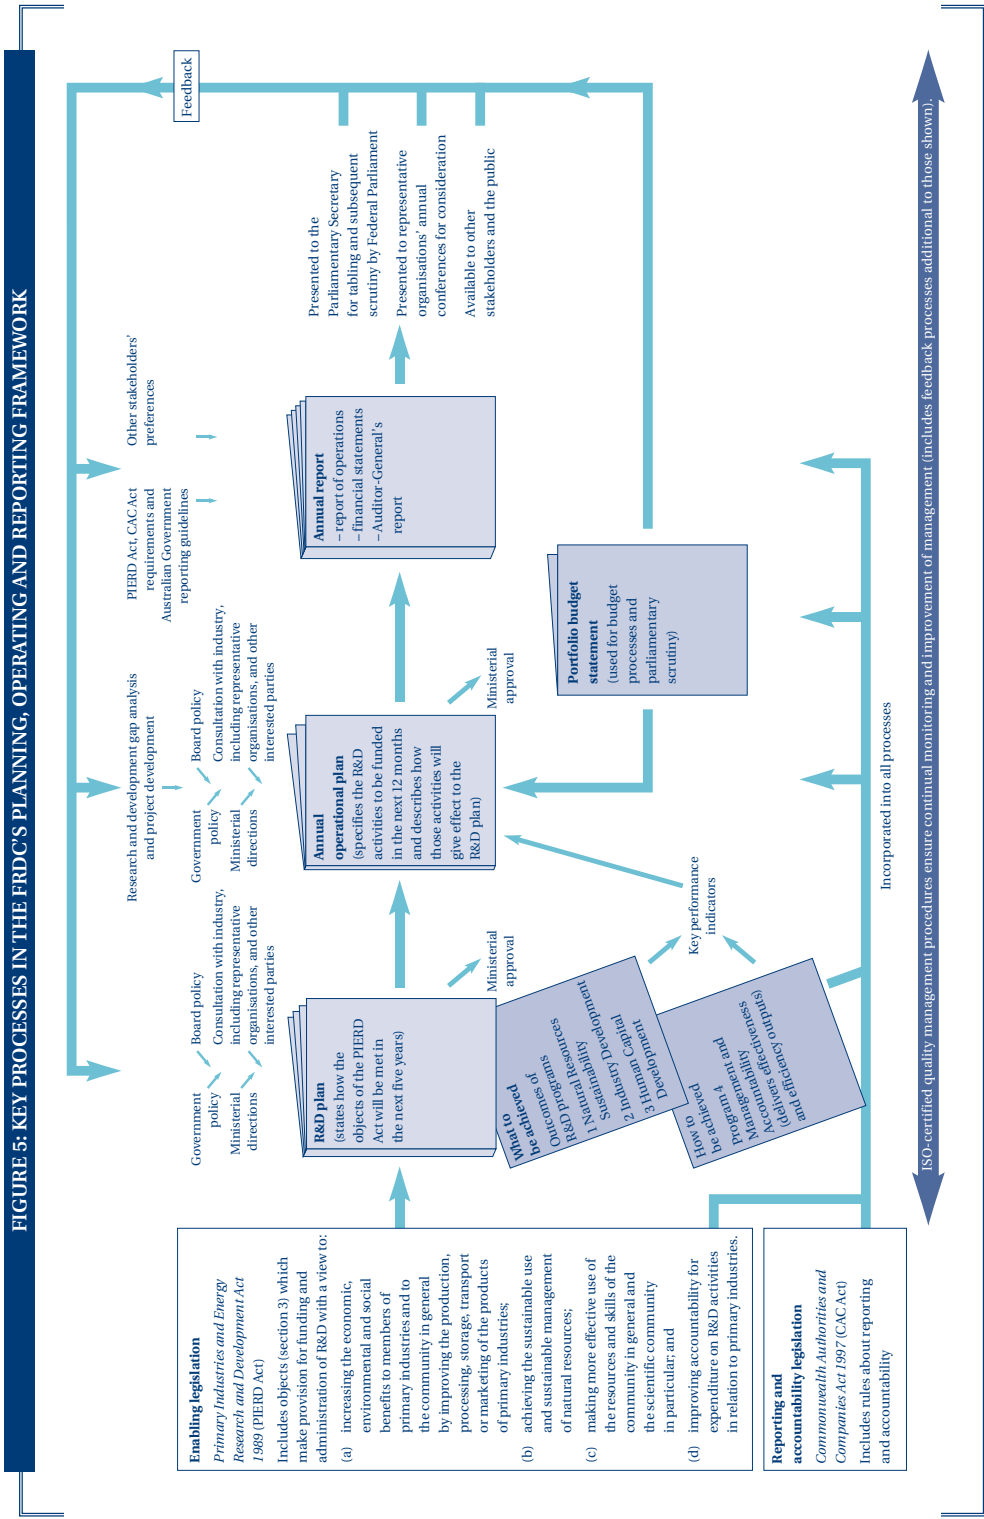 FIGURE 5: KEY PROCESSES IN THE FRDC'S PLANNING, OPERATING AND REPORTING FRAMEWORK
Feedback
Enabling legislation
Primary Industries and Energy
Research and Development Act
1989 (PIERD Act)
Includes objects (section 3) which
make provision for funding and
administration of R&D with a view to:
(a) increasing the economic,
environmental and social
benefits to members of
primary industries and to
the community in general
by improving the production,
processing, storage, transport
or marketing of the products
of primary industries;
(b) achieving the sustainable use
and sustainable management
of natural resources;
(c) making more effective use of
the resources and skills of the
community in general and
the scientific community
in particular; and
(d) improving accountability for
expenditure on R&D activities
in relation to primary industries.
Reporting and
accountability legislation
Commonwealth Authorities and
Companies Act 1997 (CAC Act)
Includes rules about reporting
and accountability
Government
policy
Ministerial
directions
Board policy
Consultation with industry,
including representative
organisations, and other
interested parties
R&D plan
(states how the
objects of the PIERD
Act will be met in
the next five years)
Ministerial
approval
What to
be achieved
Outcomes of
R&D programs
1 Natural Resources
Sustainability
2 Industry Development
3 Human Capital
Development
How to
be achieved
Program 4
Management and
Accountability
(delivers effectiveness
and efficiency outputs)
Key performance
indicators
Research and development gap analysis
and project development
Government
policy
Ministerial
directions
Board policy
Consultation with industry,
including representative
organisations, and other
interested parties
Annual
operational plan
(specifies the R&D
activities to be funded
in the next 12 months
and describes how
those activities will
give effect to the
R&D plan)
Ministerial
approval
PIERD Act, CAC Act
requirements and
Australian Government
reporting guidelines
Other stakeholders'
preferences
Annual report
– report of operations
– financial statements
– Auditor-General's
report
Portfolio budget
statement
(used for budget
processes and
parliamentary
scrutiny)
Presented to the
Parliamentary Secretary
for tabling and subsequent
scrutiny by Federal Parliament
Presented to representative
organisations' annual
conferences for consideration
Available to other
stakeholders and the public
Incorporated into all processes
ISO-certified quality management procedures ensure continual monitoring and improvement of management (includes feedback processes additional to those shown).